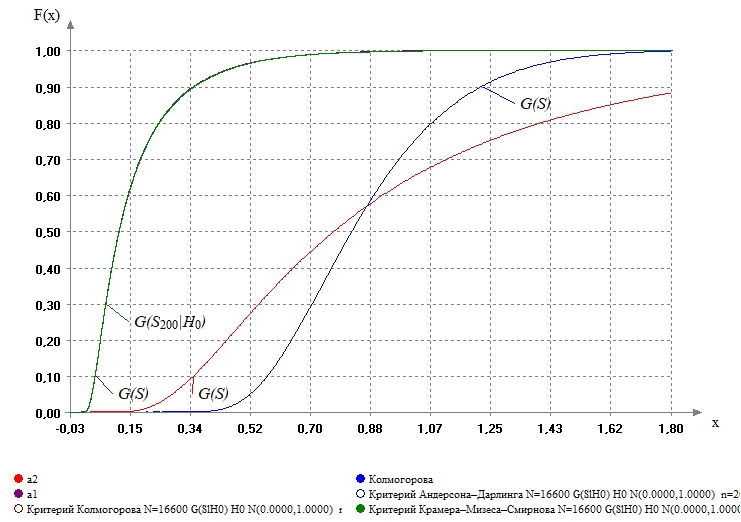 F(x)
1,00
0,90
0,80
0,70
0,60
0,50
0,40
0,30
0,20
0,10
0,00
G(S)
G(S₂₀₀|H₀)
G(S) G(S)
-0,03 0,15 0,34 0,52 0,70 0,88 1,07 1,25 1,43 1,62 1,80 x
a2 Колмогорова
a1 Критерий Андерсона–Дарлинга N=16600 G(S|H0) H0 N(0.0000,1.0000) n=2
Критерий Колмогорова N=16600 G(S|H0) H0 N(0.0000,1.0000) Критерий Крамера–Мизеса–Смирнова N=16600 G(S|H0) H0 N(0.0000,1.0000)